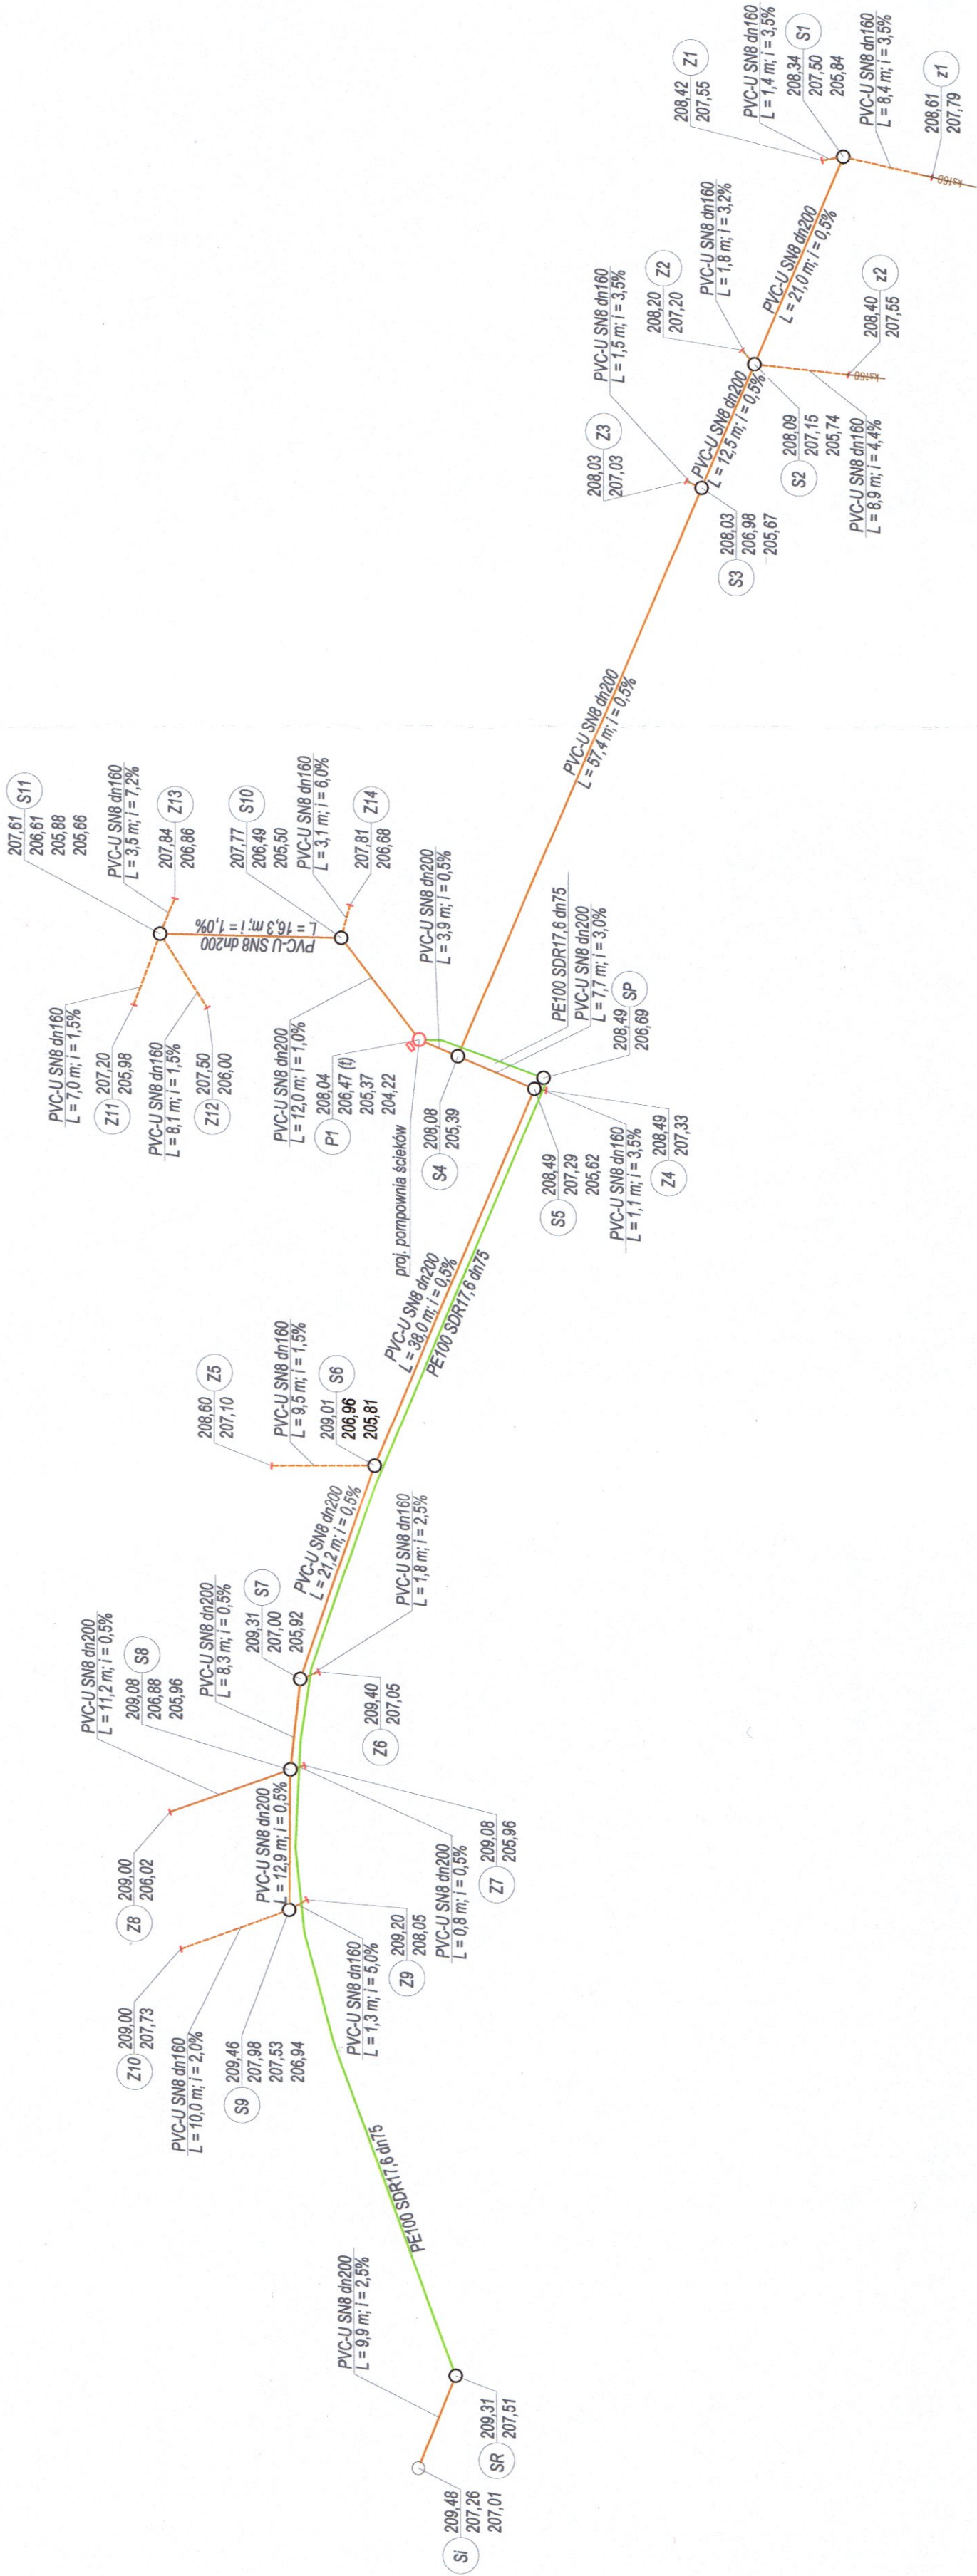 207,61 S11
206,61
205,88
205,66
PVC-U SN8 dn160
L = 3,5 m; i = 7,2%
207,84 Z13
206,86
207,77 S10
206,49
205,50
PVC-U SN8 dn160
L = 3,1 m; i = 6,0%
207,81 Z14
206,68
PVC-U SN8 dn200
L = 16,3 m; i = 1,0%
PVC-U SN8 dn160
L = 7,0 m; i = 1,5%
Z11 207,20
205,98
PVC-U SN8 dn160
L = 8,1 m; i = 1,5%
Z12 207,50
206,00
PVC-U SN8 dn200
L = 12,0 m; i = 1,0%
P1 208,04
206,47 (t)
205,37
204,22
proj. pompownia ścieków
S4 208,08
205,39
PVC-U SN8 dn200
L = 3,9 m; i = 0,5%
PE100 SDR17,6 dn75
PVC-U SN8 dn200
L = 7,7 m; i = 3,0%
208,49 SP
206,69
S5 208,49
207,29
205,62
PVC-U SN8 dn160
L = 1,1 m; i = 3,5%
Z4 208,49
207,33
PVC-U SN8 dn200
L = 57,4 m; i = 0,5%
208,03 Z3
207,03
PVC-U SN8 dn160
L = 1,5 m; i = 3,5%
S3 208,03
206,98
205,67
PVC-U SN8 dn200
L = 12,5 m; i = 0,5%
208,20 Z2
207,20
PVC-U SN8 dn160
L = 1,8 m; i = 3,2%
S2 208,09
207,15
205,74
PVC-U SN8 dn160
L = 8,9 m; i = 4,4%
208,40 z2
207,55
ks160
PVC-U SN8 dn200
L = 21,0 m; i = 0,5%
208,42 Z1
207,55
PVC-U SN8 dn160
L = 1,4 m; i = 3,5%
208,34 S1
207,50
205,84
PVC-U SN8 dn160
L = 8,4 m; i = 3,5%
208,61 z1
207,79
ks160
PVC-U SN8 dn200
L = 38,0 m; i = 0,5%
PE100 SDR17,6 dn75
208,60 Z5
207,10
PVC-U SN8 dn160
L = 9,5 m; i = 1,5%
209,01 S6
206,96
205,81
PVC-U SN8 dn200
L = 21,2 m; i = 0,5%
209,31 S7
207,00
205,92
PVC-U SN8 dn160
L = 1,8 m; i = 2,5%
Z6 209,40
207,05
PVC-U SN8 dn200
L = 8,3 m; i = 0,5%
PVC-U SN8 dn200
L = 11,2 m; i = 0,5%
209,08 S8
206,88
205,96
Z8 209,00
206,02
PVC-U SN8 dn200
L = 12,9 m; i = 0,5%
PVC-U SN8 dn200
L = 0,8 m; i = 0,5%
Z7 209,08
205,96
Z9 209,20
208,05
PVC-U SN8 dn160
L = 1,3 m; i = 5,0%
Z10 209,00
207,73
PVC-U SN8 dn160
L = 10,0 m; i = 2,0%
S9 209,46
207,98
207,53
206,94
PE100 SDR17,6 dn75
PVC-U SN8 dn200
L = 9,9 m; i = 2,5%
SR 209,31
207,51
Si 209,48
207,26
207,01